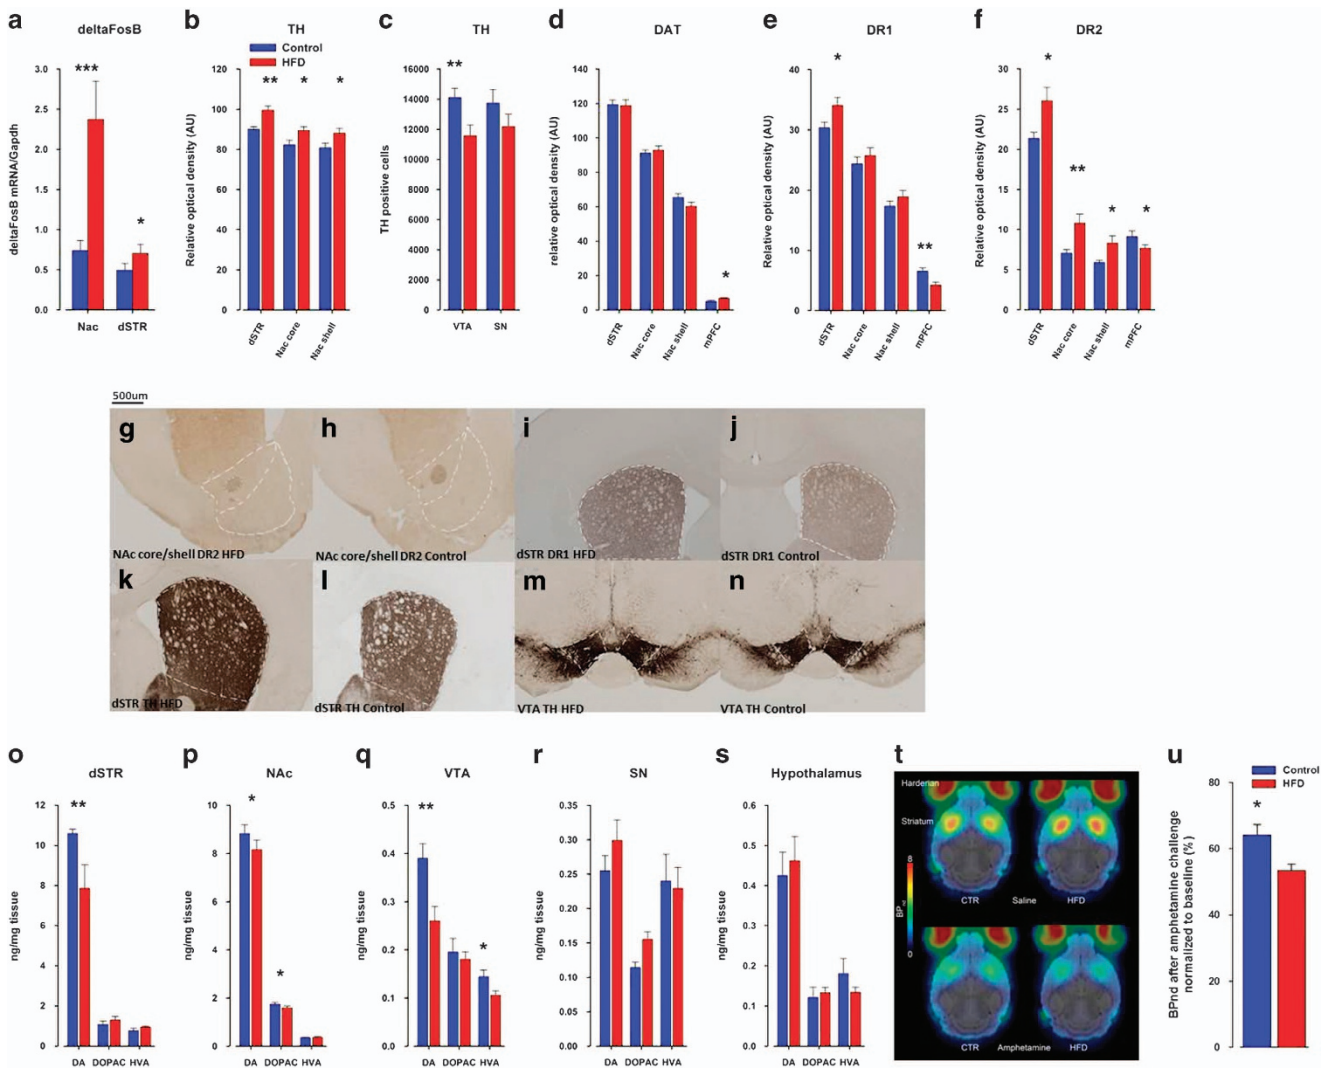 a deltaFosB
b TH
c TH
d DAT
e DR1
f DR2
Control
HFD
***
*
deltaFosB mRNA/Gapdh
3.0
2.5
2.0
1.5
1.0
0.5
0.0
Nac dSTR
** * *
Relative optical density (AU)
120
100
80
60
40
20
0
dSTR Nac core Nac shell
**
TH positive cells
16000
14000
12000
10000
8000
6000
4000
2000
0
VTA SN
*
relative optical density (AU)
140
120
100
80
60
40
20
0
dSTR Nac core Nac shell mPFC
* **
Relative optical density (AU)
40
30
20
10
0
dSTR Nac core Nac shell mPFC
* ** * *
Relative optical density (AU)
30
25
20
15
10
5
0
dSTR Nac core Nac shell mPFC
500um
g h i j
NAc core/shell DR2 HFD
NAc core/shell DR2 Control
dSTR DR1 HFD
dSTR DR1 Control
k l m n
dSTR TH HFD
dSTR TH Control
VTA TH HFD
VTA TH Control
o dSTR
p NAc
q VTA
r SN
s Hypothalamus
t
u
**
ng/mg tissue
12
10
8
6
4
2
0
DA DOPAC HVA
* *
ng/mg tissue
10
8
6
4
2
0
DA DOPAC HVA
** *
ng/mg tissue
0.5
0.4
0.3
0.2
0.1
0.0
DA DOPAC HVA
ng/mg tissue
0.35
0.30
0.25
0.20
0.15
0.10
0.05
0.00
DA DOPAC HVA
ng/mg tissue
0.6
0.5
0.4
0.3
0.2
0.1
0.0
DA DOPAC HVA
Harderian
Striatum
8
BP
0
CTR Saline HFD
CTR Amphetamine HFD
Control
HFD
*
BPnd after amphetamine challenge
normalized to baseline (%)
80
60
40
20
0